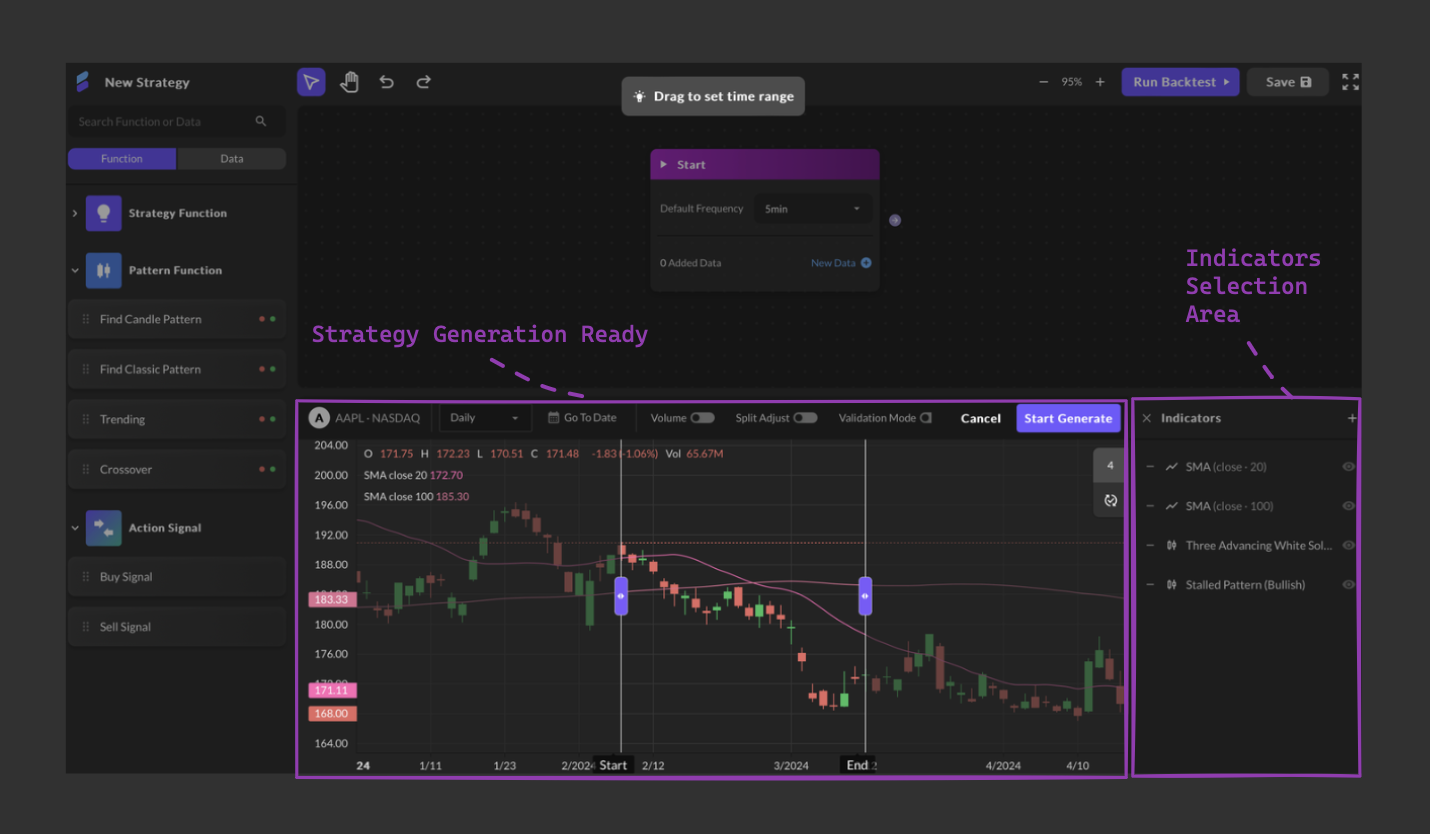 New Strategy
95%
Run Backtest
Save
Drag to set time range
Search Function or Data
Function
Data
Start
Default Frequency
5min
0 Added Data
New Data
Strategy Function
Pattern Function
Find Candle Pattern
Find Classic Pattern
Trending
Crossover
Action Signal
Buy Signal
Sell Signal
Strategy Generation Ready
Indicators
Selection
Area
A AAPL - NASDAQ
Daily
Go To Date
Volume
Split Adjust
Validation Mode
Cancel
Start Generate
O 171.75 H 172.23 L 170.51 C 171.48 -1.83 (-1.06%) Vol 65.67M
SMA close 20 172.70
SMA close 100 185.30
4
204.00
200.00
196.00
192.00
188.00
183.33
180.00
176.00
171.11
168.00
164.00
24
1/11
1/23
2/2024
Start
2/12
3/2024
End
4/2024
4/10
Indicators
SMA (close - 20)
SMA (close - 100)
Three Advancing White Sol...
Stalled Pattern (Bullish)